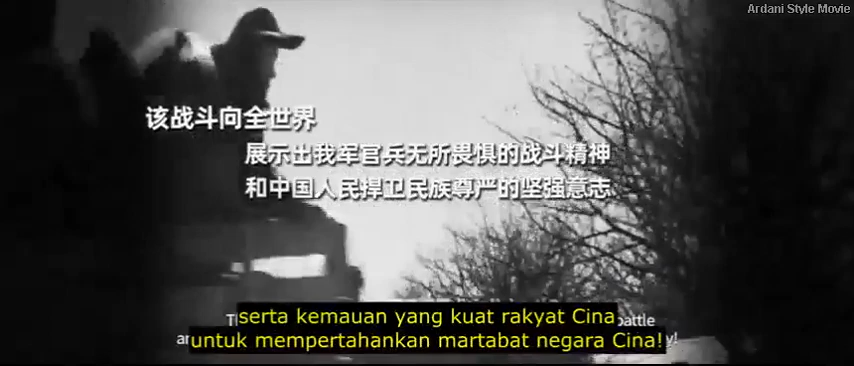 Ardani Style Movie
该战斗向全世界
展示出我军官兵无所畏惧的战斗精神
和中国人民捍卫民族尊严的坚强意志
serta kemauan yang kuat rakyat Cina
battle
untuk mempertahankan martabat negara Cina!